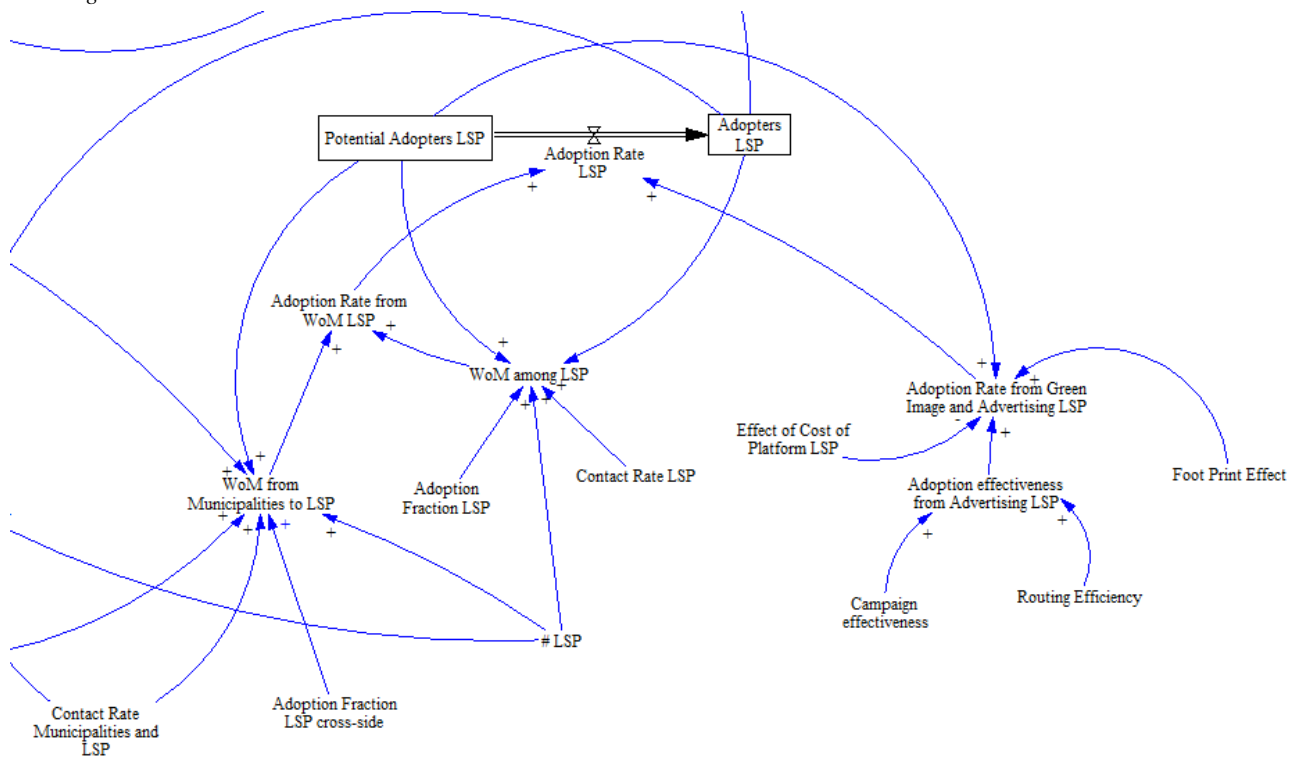 Potential Adopters LSP
Adopters
LSP
Adoption Rate
LSP
+
+
Adoption Rate from
WoM LSP
+
+
+
WoM among LSP
+
+
+
+
+
Adoption Rate from Green
Image and Advertising LSP
-
+
Effect of Cost of
Platform LSP
Foot Print Effect
Contact Rate LSP
Adoption
Fraction LSP
+
+
WoM from
Municipalities to LSP
+
+
+
+
Adoption effectiveness
from Advertising LSP
+
+
Campaign
effectiveness
Routing Efficiency
# LSP
Adoption Fraction
LSP cross-side
Contact Rate
Municipalities and
LSP